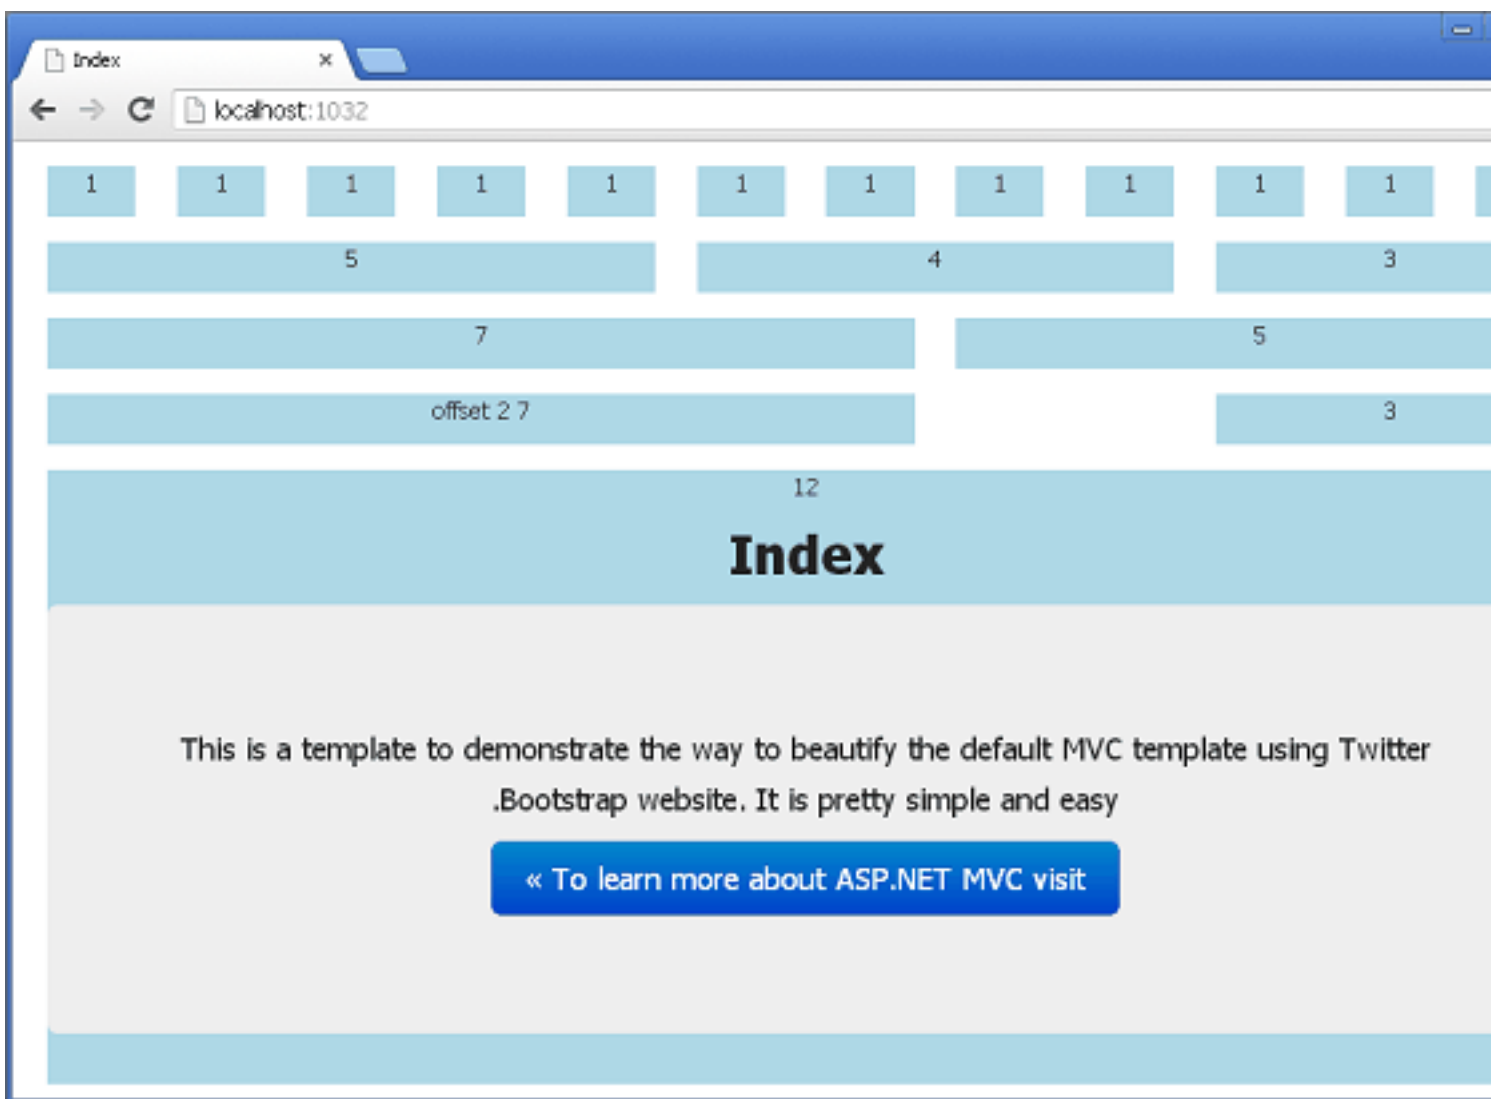 Index
localhost:1032
1 1 1 1 1 1 1 1 1 1 1
5 4 3
7 5
offset 2 7 3
12
Index
This is a template to demonstrate the way to beautify the default MVC template using Twitter
.Bootstrap website. It is pretty simple and easy
« To learn more about ASP.NET MVC visit